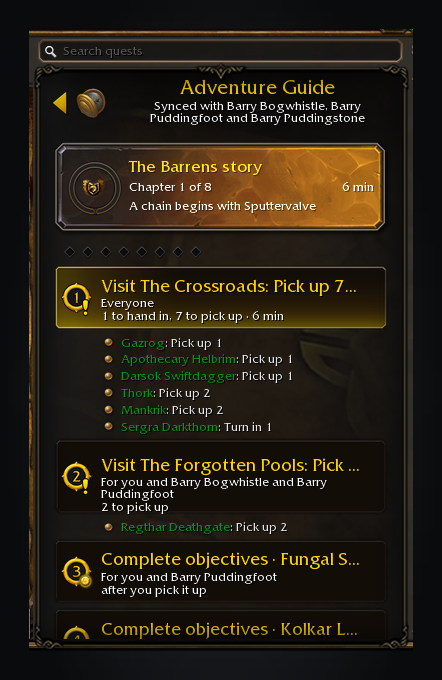 Search quests
Adventure Guide
Synced with Barry Bogwhistle, Barry
Puddingfoot and Barry Puddingstone
The Barrens story
Chapter 1 of 8
6 min
A chain begins with Sputtervalve
1
Visit The Crossroads: Pick up 7...
Everyone
1 to hand in, 7 to pick up · 6 min
Gazrog: Pick up 1
Apothecary Helbrim: Pick up 1
Darsok Swiftdagger: Pick up 1
Thork: Pick up 2
Mankrik: Pick up 2
Sergra Darkthorn: Turn in 1
2
Visit The Forgotten Pools: Pick ...
For you and Barry Bogwhistle and Barry
Puddingfoot
2 to pick up
Regthar Deathgate: Pick up 2
3
Complete objectives · Fungal S...
For you and Barry Puddingfoot
after you pick it up
4
Complete objectives · Kolkar L...